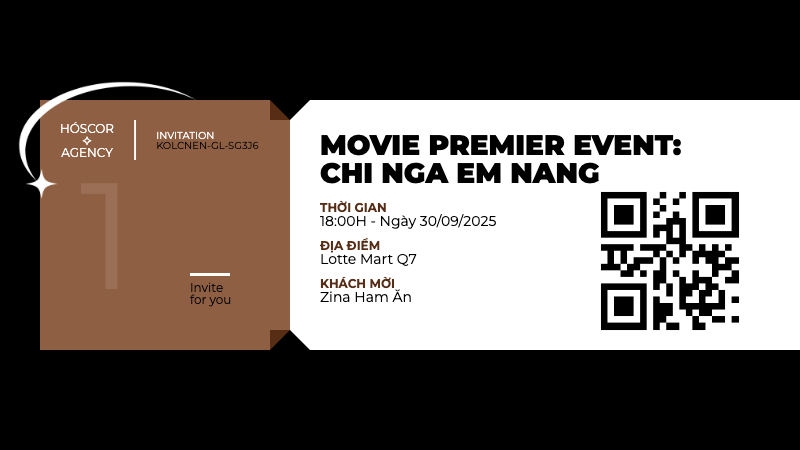 HÓSCOR
AGENCY
INVITATION
KOLCNEN-GL-SG3J6
1
Invite
for you
MOVIE PREMIER EVENT:
CHI NGA EM NANG
THỜI GIAN
18:00H - Ngày 30/09/2025
ĐỊA ĐIỂM
Lotte Mart Q7
KHÁCH MỜI
Zina Ham Ăn